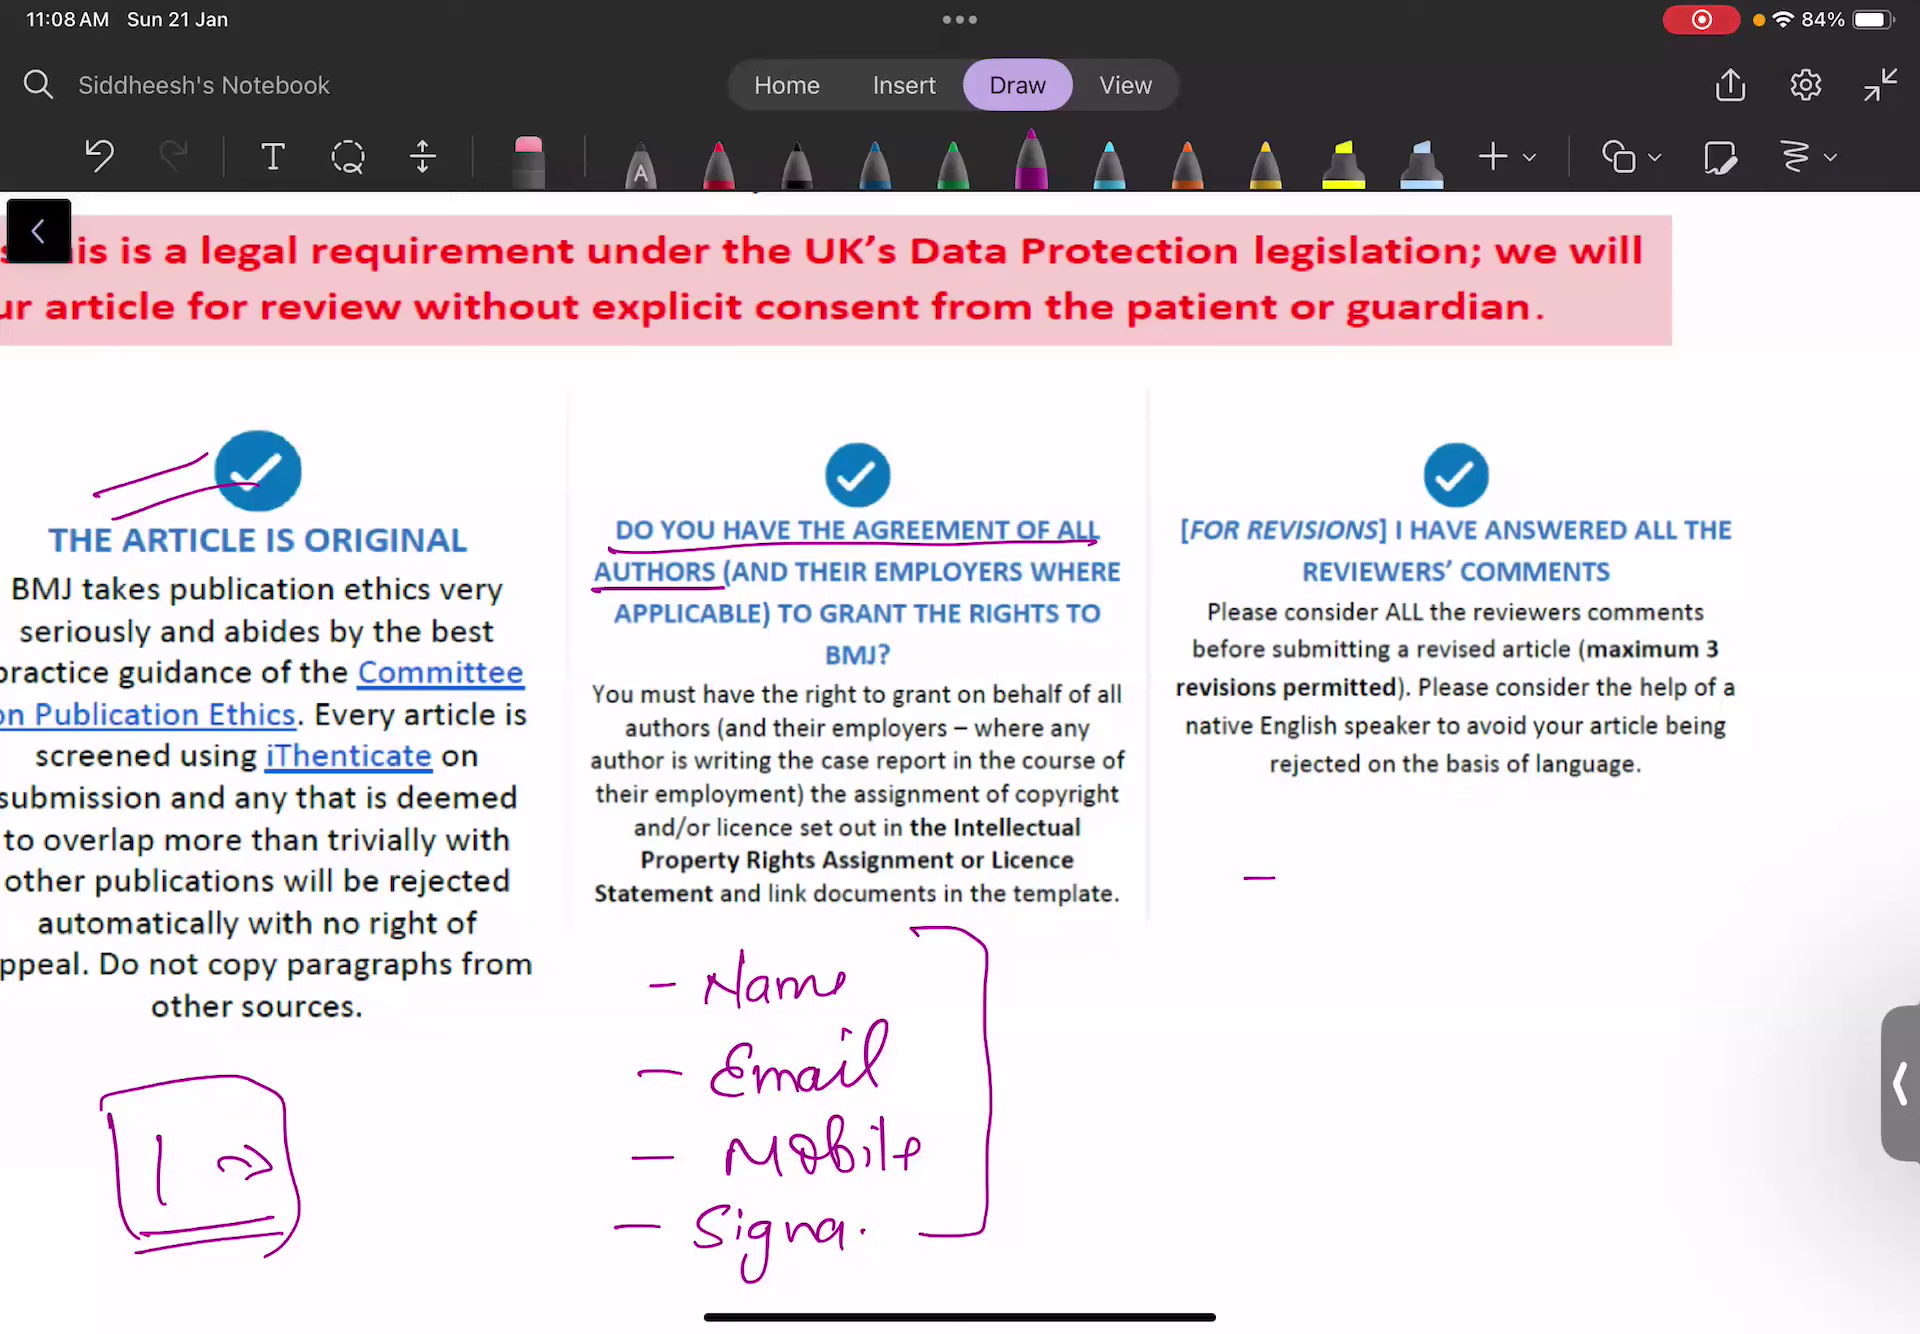 11:08 AM Sun 21 Jan
84%
Siddheesh's Notebook
Home Insert Draw View
T
A
is is a legal requirement under the UK's Data Protection legislation; we will
ur article for review without explicit consent from the patient or guardian.
THE ARTICLE IS ORIGINAL
BMJ takes publication ethics very
seriously and abides by the best
practice guidance of the Committee
on Publication Ethics. Every article is
screened using iThenticate on
submission and any that is deemed
to overlap more than trivially with
other publications will be rejected
automatically with no right of
ppeal. Do not copy paragraphs from
other sources.
DO YOU HAVE THE AGREEMENT OF ALL
AUTHORS (AND THEIR EMPLOYERS WHERE
APPLICABLE) TO GRANT THE RIGHTS TO
BMJ?
You must have the right to grant on behalf of all
authors (and their employers – where any
author is writing the case report in the course of
their employment) the assignment of copyright
and/or licence set out in the Intellectual
Property Rights Assignment or Licence
Statement and link documents in the template.
- Name
- Email
- Mobile
- Signa.
[FOR REVISIONS] I HAVE ANSWERED ALL THE
REVIEWERS' COMMENTS
Please consider ALL the reviewers comments
before submitting a revised article (maximum 3
revisions permitted). Please consider the help of a
native English speaker to avoid your article being
rejected on the basis of language.